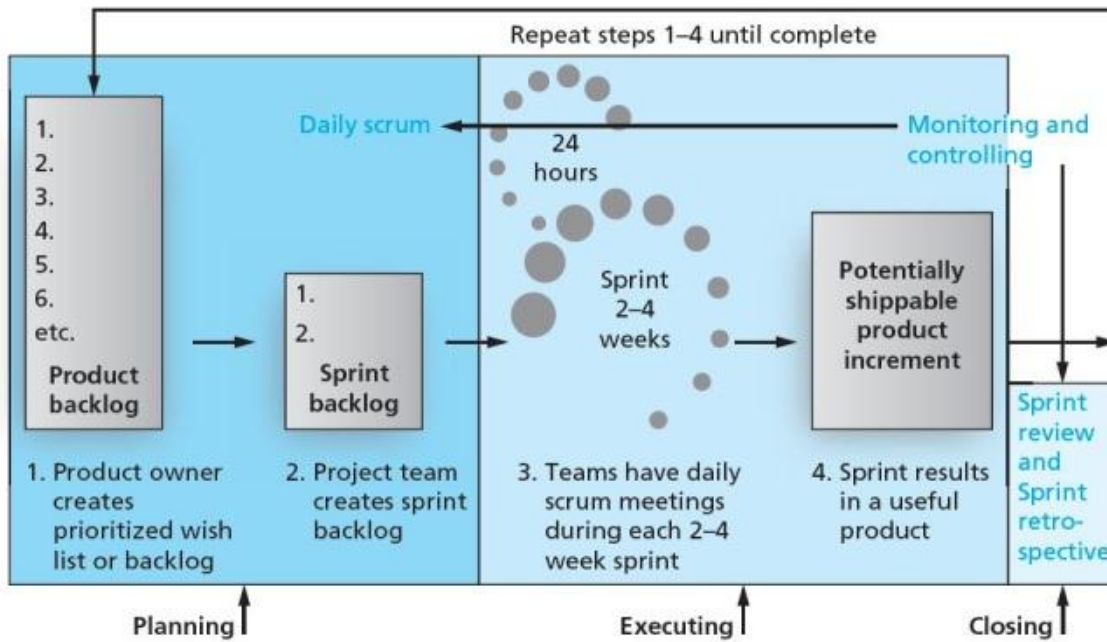 Repeat steps 1–4 until complete
1.
2.
3.
4.
5.
6.
etc.
Product
backlog
Daily scrum
1.
2.
Sprint
backlog
24
hours
Sprint
2–4
weeks
Monitoring and
controlling
Potentially
shippable
product
increment
1. Product owner
creates
prioritized wish
list or backlog
2. Project team
creates sprint
backlog
3. Teams have daily
scrum meetings
during each 2–4
week sprint
4. Sprint results
in a useful
product
Sprint
review
and
Sprint
retro-
spective
Planning
Executing
Closing